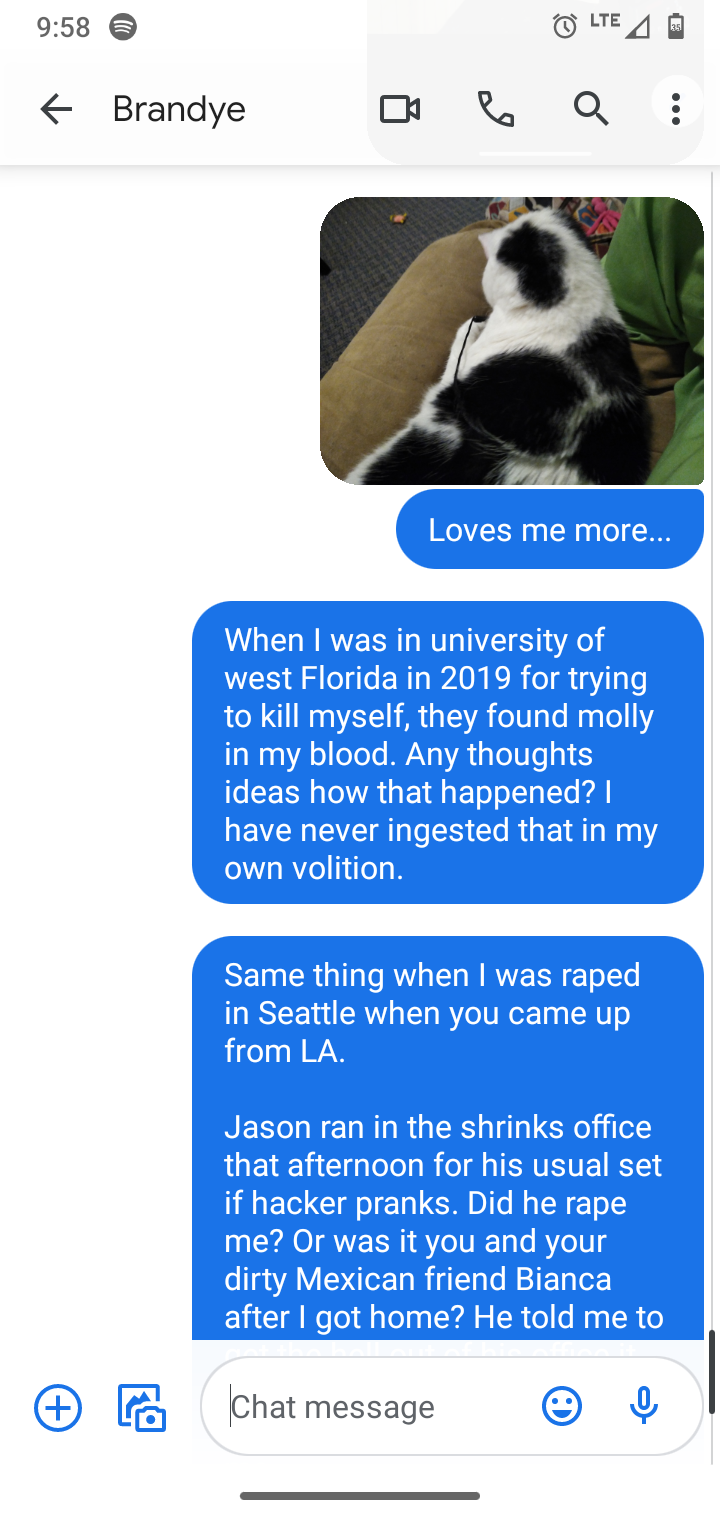 9:58
LTE
35
Brandye
Loves me more...
When I was in university of
west Florida in 2019 for trying
to kill myself, they found molly
in my blood. Any thoughts
ideas how that happened? I
have never ingested that in my
own volition.
Same thing when I was raped
in Seattle when you came up
from LA.
Jason ran in the shrinks office
that afternoon for his usual set
if hacker pranks. Did he rape
me? Or was it you and your
dirty Mexican friend Bianca
after I got home? He told me to
Chat message